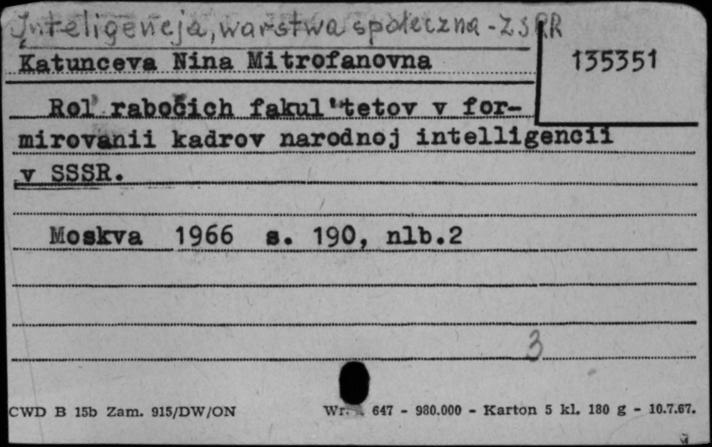 Inteligencja, warstwa społeczna - ZSRR
Katunceva Nina Mitrofanovna
135351
Rol' rabočich fakul'tetov v for-
mirovanii kadrov narodnoj intelligencii
v SSSR.
Moskva 1966 s. 190, nlb.2
3
CWD B 15b Zam. 915/DW/ON Wr. 647 - 980.000 - Karton 5 kl. 180 g - 10.7.67.